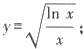 y = √(ln x / x);